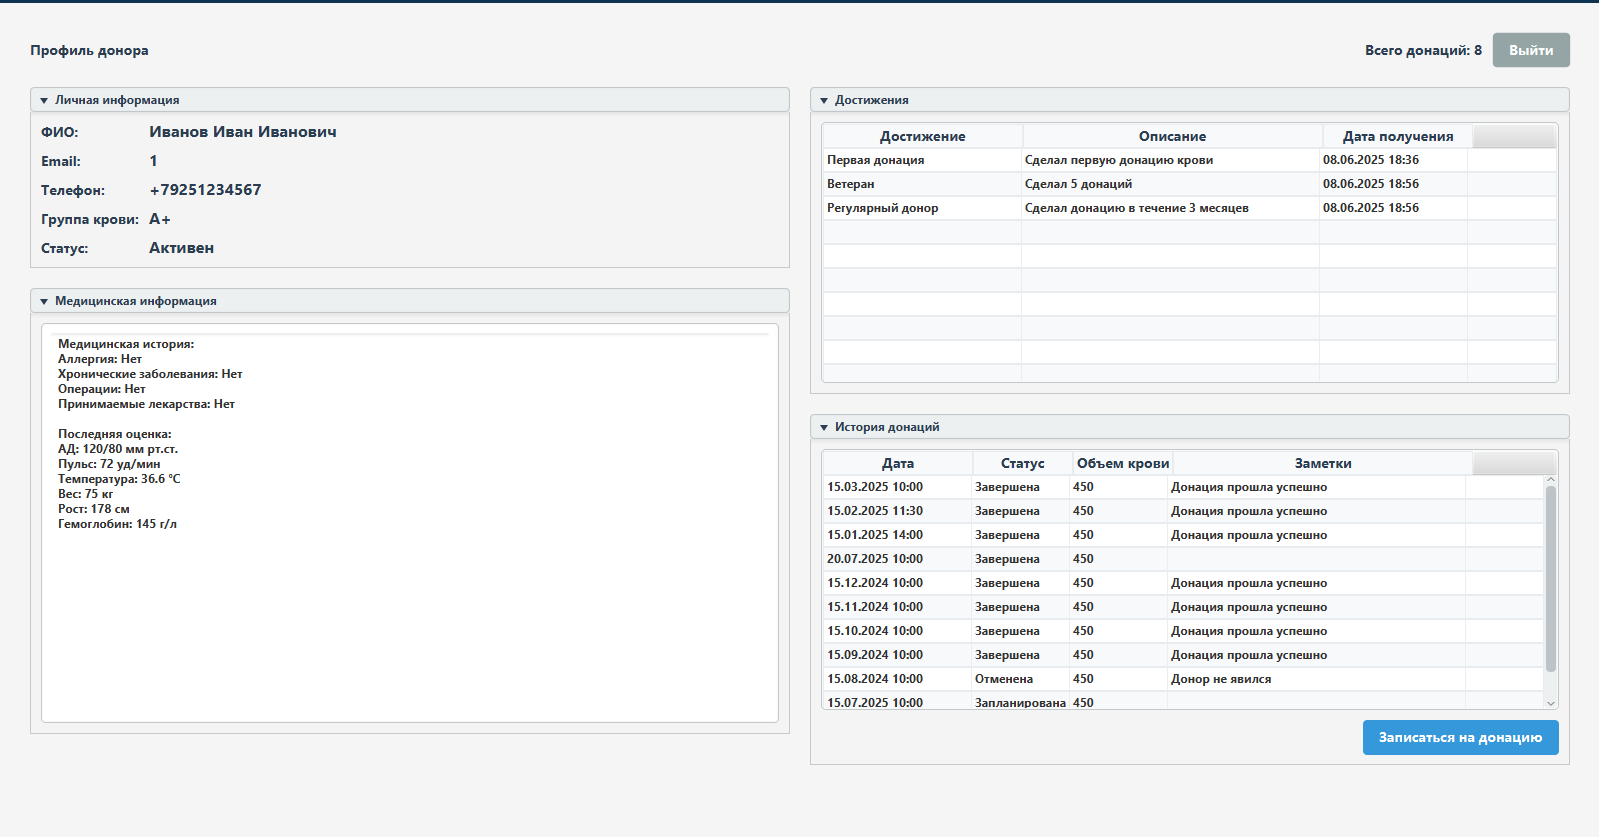 Профиль донора
Всего донаций: 8
Выйти
Личная информация
ФИО: Иванов Иван Иванович
Email: 1
Телефон: +79251234567
Группа крови: A+
Статус: Активен
Медицинская информация
Медицинская история:
Аллергия: Нет
Хронические заболевания: Нет
Операции: Нет
Принимаемые лекарства: Нет
Последняя оценка:
АД: 120/80 мм рт.ст.
Пульс: 72 уд/мин
Температура: 36.6 °C
Вес: 75 кг
Рост: 178 см
Гемоглобин: 145 г/л
Достижения
Достижение Описание Дата получения
Первая донация Сделал первую донацию крови 08.06.2025 18:36
Ветеран Сделал 5 донаций 08.06.2025 18:56
Регулярный донор Сделал донацию в течение 3 месяцев 08.06.2025 18:56
История донаций
Дата Статус Объем крови Заметки
15.03.2025 10:00 Завершена 450 Донация прошла успешно
15.02.2025 11:30 Завершена 450 Донация прошла успешно
15.01.2025 14:00 Завершена 450 Донация прошла успешно
20.07.2025 10:00 Завершена 450
15.12.2024 10:00 Завершена 450 Донация прошла успешно
15.11.2024 10:00 Завершена 450 Донация прошла успешно
15.10.2024 10:00 Завершена 450 Донация прошла успешно
15.09.2024 10:00 Завершена 450 Донация прошла успешно
15.08.2024 10:00 Отменена 450 Донор не явился
15.07.2025 10:00 Запланирована 450
Записаться на донацию